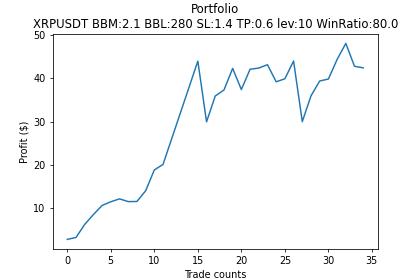 Portfolio
XRPUSDT BBM:2.1 BBL:280 SL:1.4 TP:0.6 lev:10 WinRatio:80.0
50
40
30
20
10
Profit ($)
0 5 10 15 20 25 30 35
Trade counts